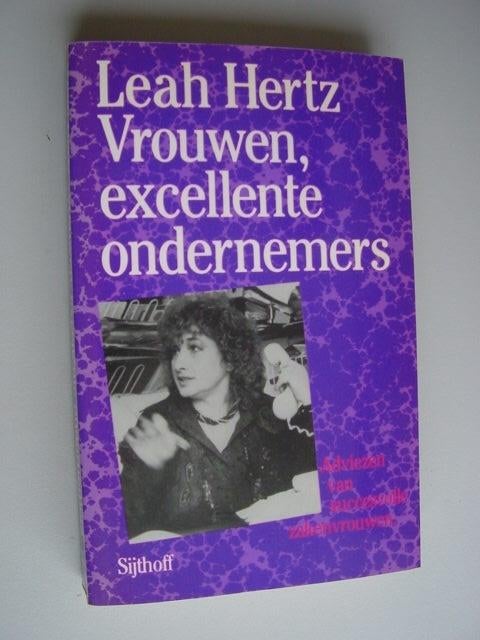 Leah Hertz
Vrouwen,
excellente
ondernemers
Adviezen
van
succesvolle
zakenvrouwen
Sijthoff